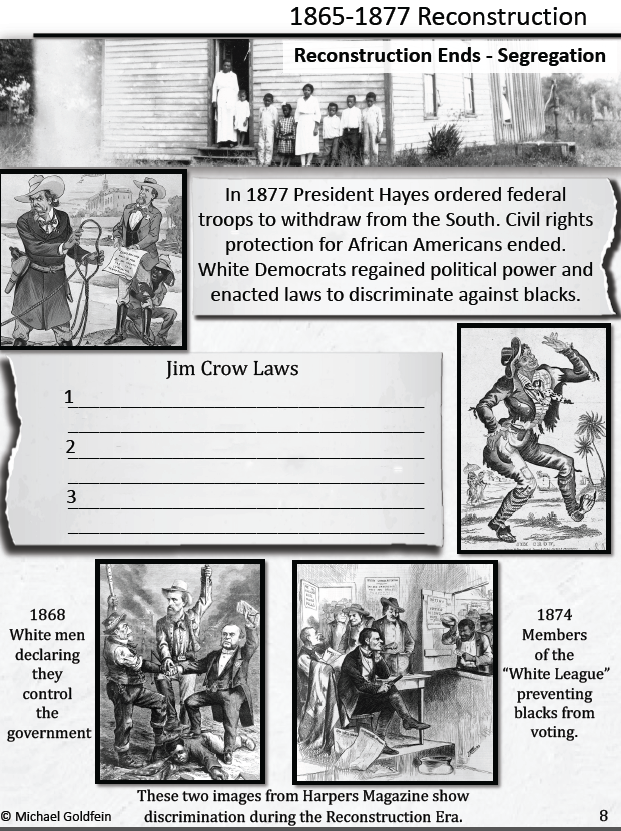 1865-1877 Reconstruction
Reconstruction Ends - Segregation
In 1877 President Hayes ordered federal
troops to withdraw from the South. Civil rights
protection for African Americans ended.
White Democrats regained political power and
enacted laws to discriminate against blacks.
Jim Crow Laws
1
2
3
JIM CROW.
1868
White men
declaring
they
control
the
government
1874
Members
of the
“White League”
preventing
blacks from
voting.
These two images from Harpers Magazine show
discrimination during the Reconstruction Era.
© Michael Goldfein
8